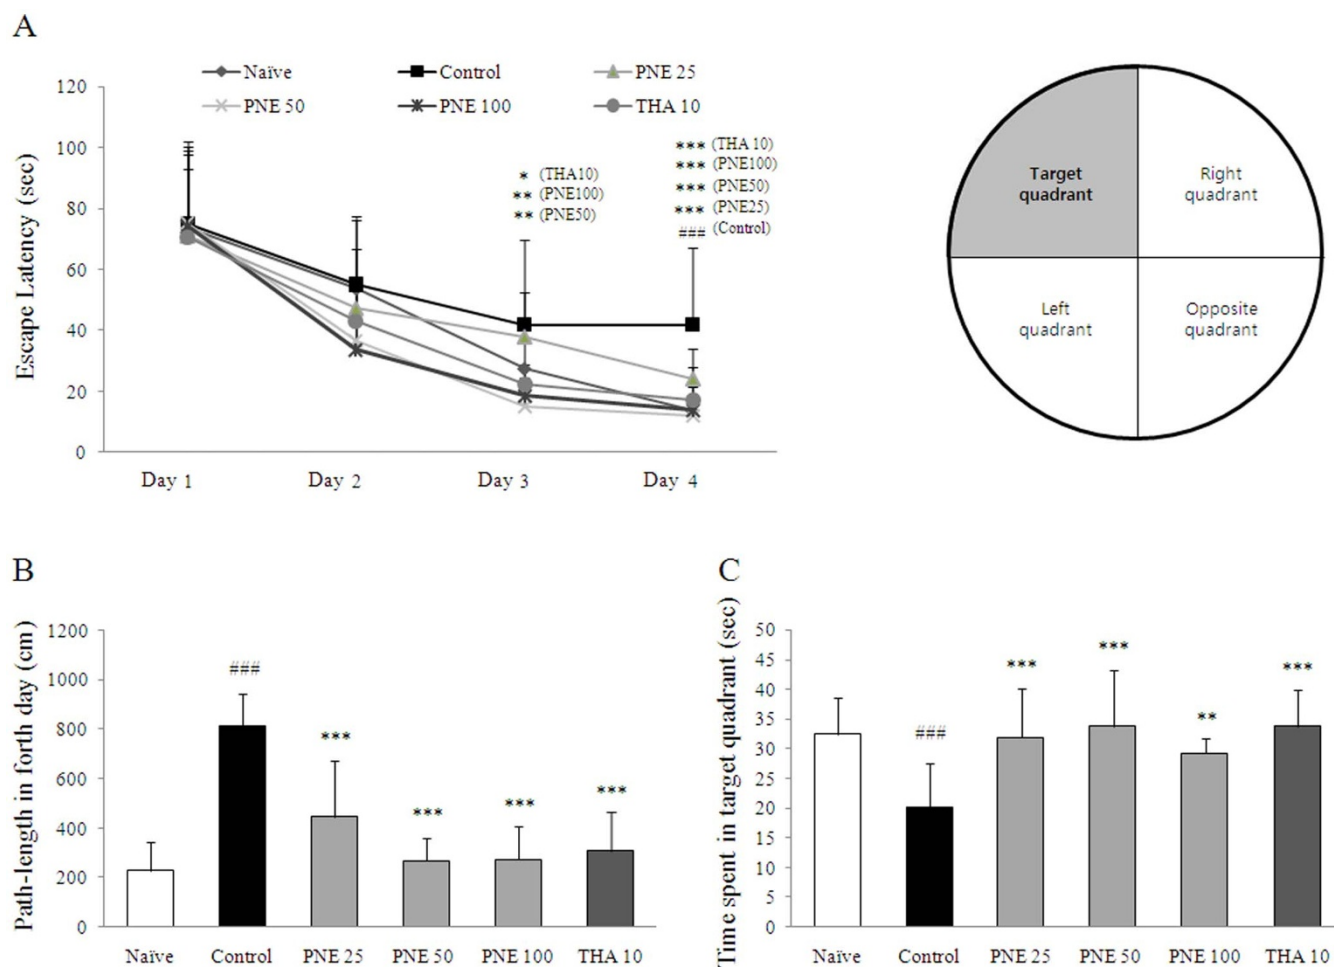 A
Naïve
Control
PNE 25
PNE 50
PNE 100
THA 10
Escape Latency (sec)
120
100
80
60
40
20
0
* (THA10)
** (PNE100)
** (PNE50)
*** (THA 10)
*** (PNE100)
*** (PNE50)
*** (PNE25)
### (Control)
Day 1
Day 2
Day 3
Day 4
Target
quadrant
Right
quadrant
Left
quadrant
Opposite
quadrant
B
Path-length in forth day (cm)
1200
1000
800
600
400
200
0
###
***
***
***
***
Naïve
Control
PNE 25
PNE 50
PNE 100
THA 10
C
Time spent in target quadrant (sec)
50
45
40
35
30
25
20
15
10
5
0
###
***
***
**
***
Naïve
Control
PNE 25
PNE 50
PNE 100
THA 10